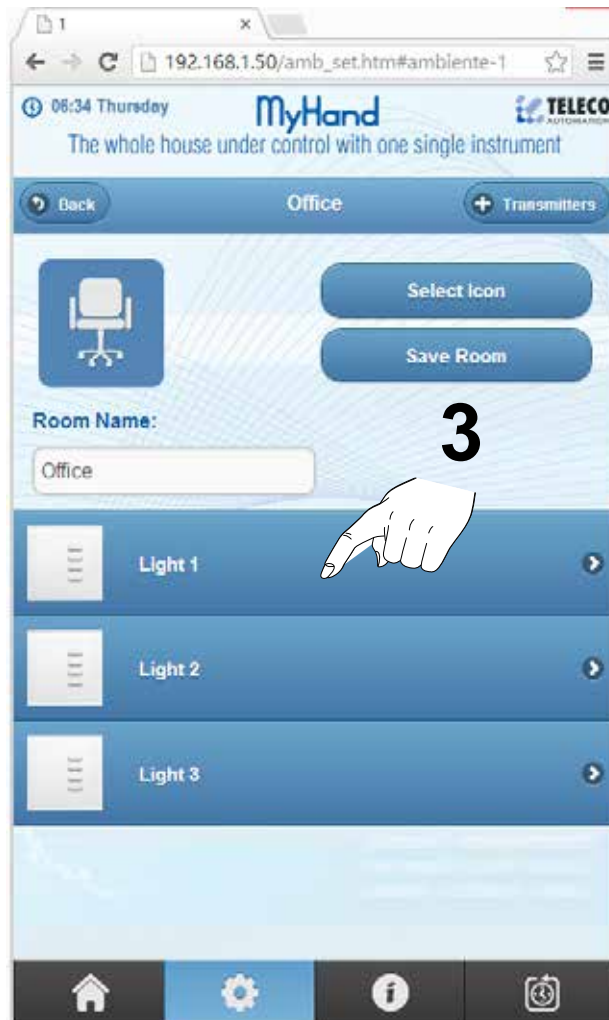 1
192.168.1.50/amb_set.htm#ambiente-1
06:34 Thursday
MyHand
TELECO
AUTOMATION
The whole house under control with one single instrument
Back
Office
Transmitters
Select Icon
Save Room
Room Name:
3
Office
Light 1
Light 2
Light 3